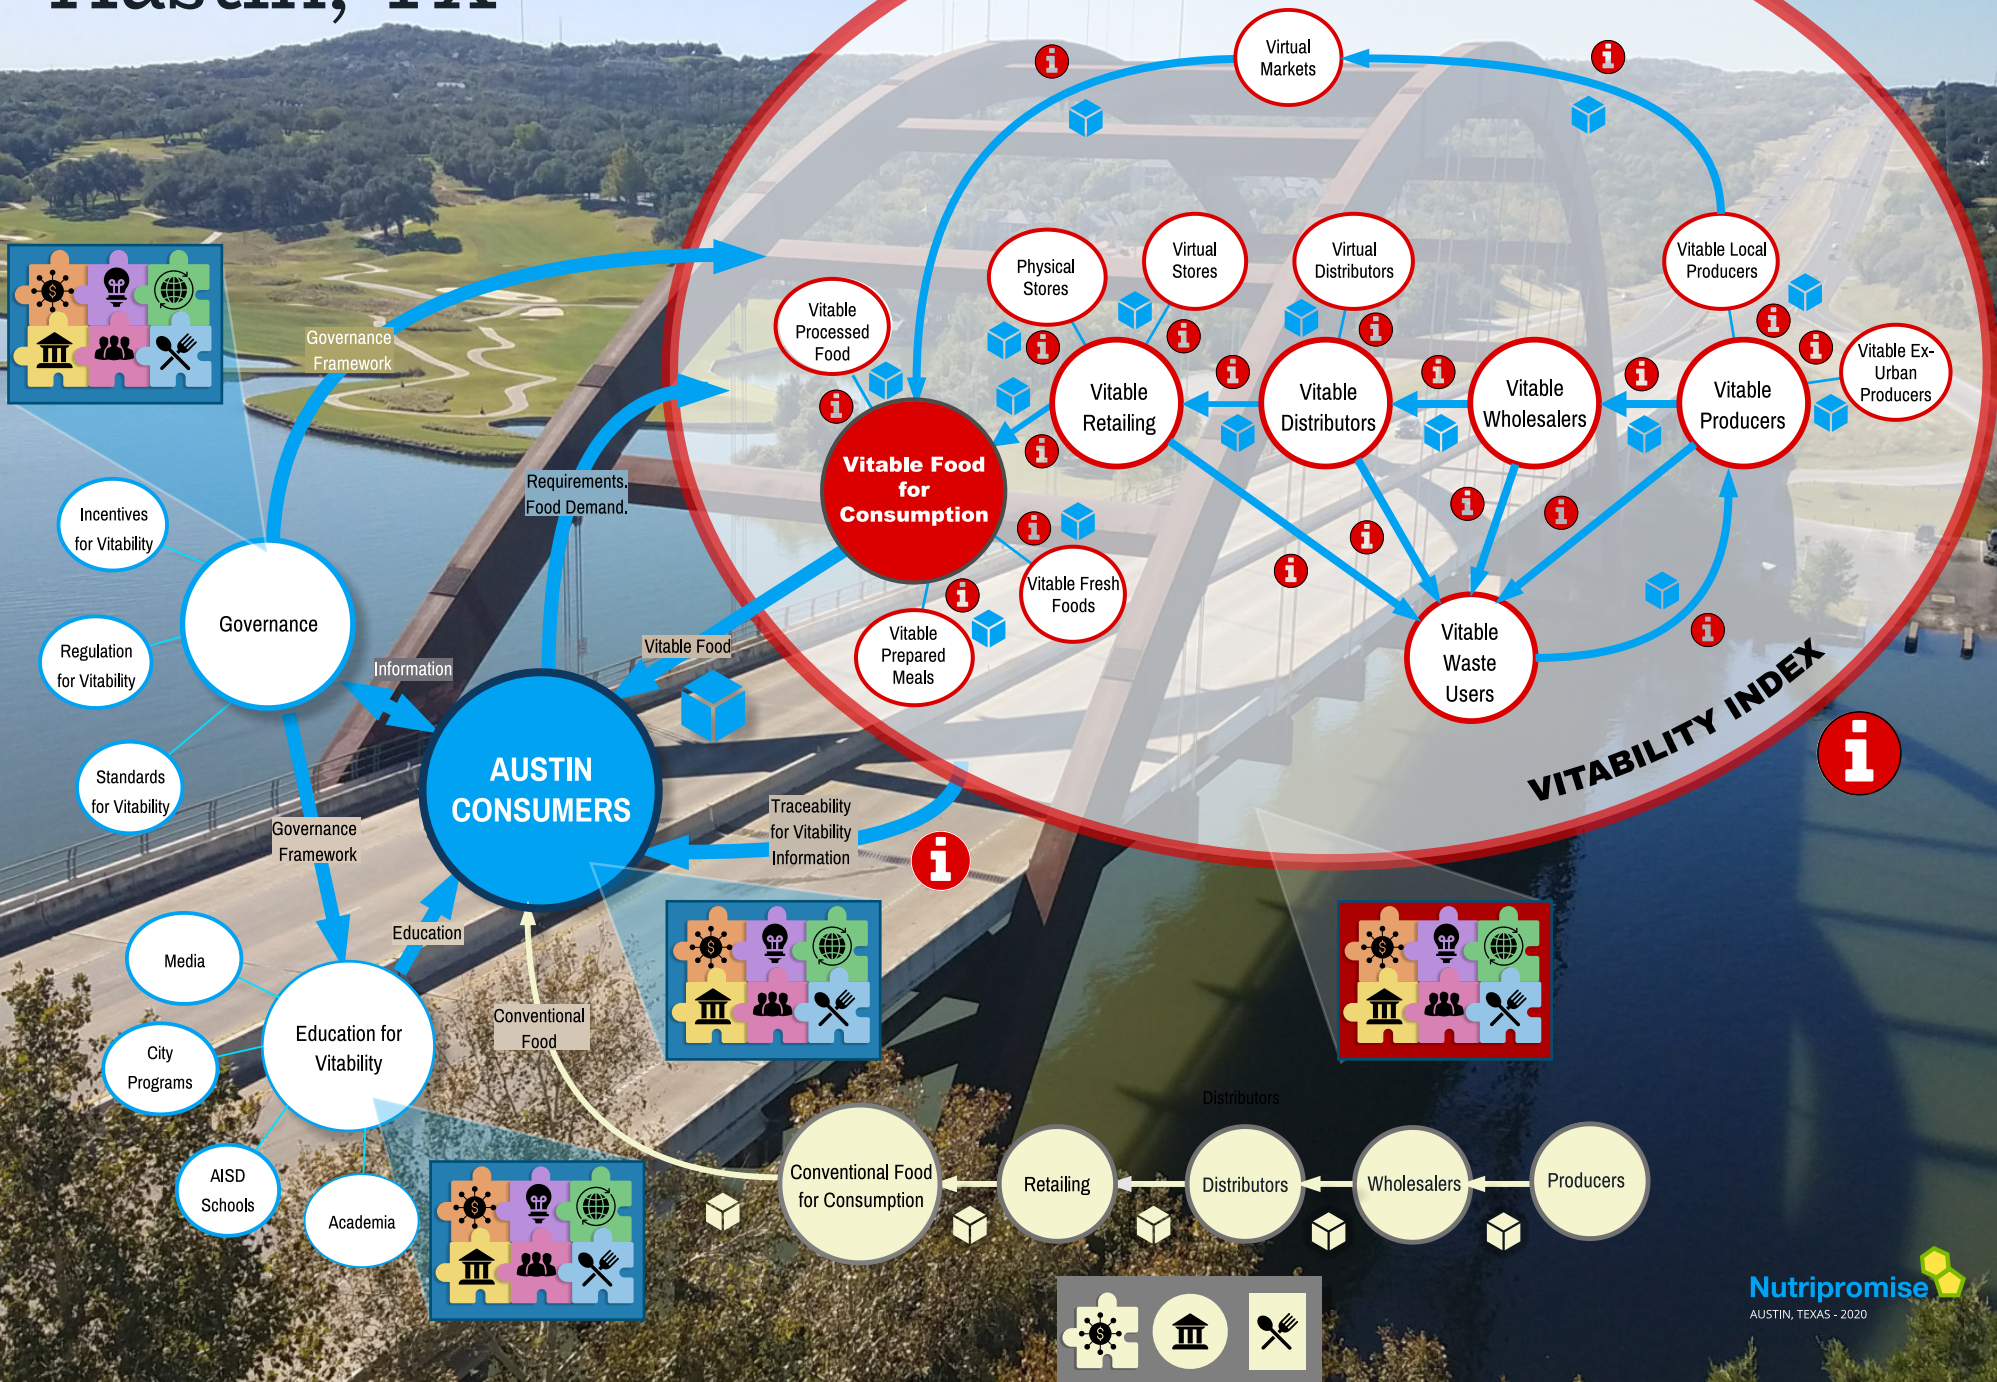 Austin, TX
Virtual
Markets
Vitable Local
Producers
Virtual
Stores
Virtual
Distributors
Physical
Stores
Vitable
Processed
Food
Vitable Ex-
Urban
Producers
Governance
Framework
Vitable
Retailing
Vitable
Distributors
Vitable
Wholesalers
Vitable
Producers
Vitable Food
for
Consumption
Requirements.
Food Demand.
Incentives
for Vitability
Governance
Regulation
for Vitability
Standards
for Vitability
Information
Vitable Food
Vitable Fresh
Foods
Vitable
Prepared
Meals
Vitable
Waste
Users
VITABILITY INDEX
AUSTIN
CONSUMERS
Traceability
for Vitability
Information
Governance
Framework
Education
Media
City
Programs
AISD
Schools
Academia
Education for
Vitability
Conventional
Food
Distributors
Conventional Food
for Consumption
Retailing
Distributors
Wholesalers
Producers
Nutripromise
AUSTIN, TEXAS - 2020